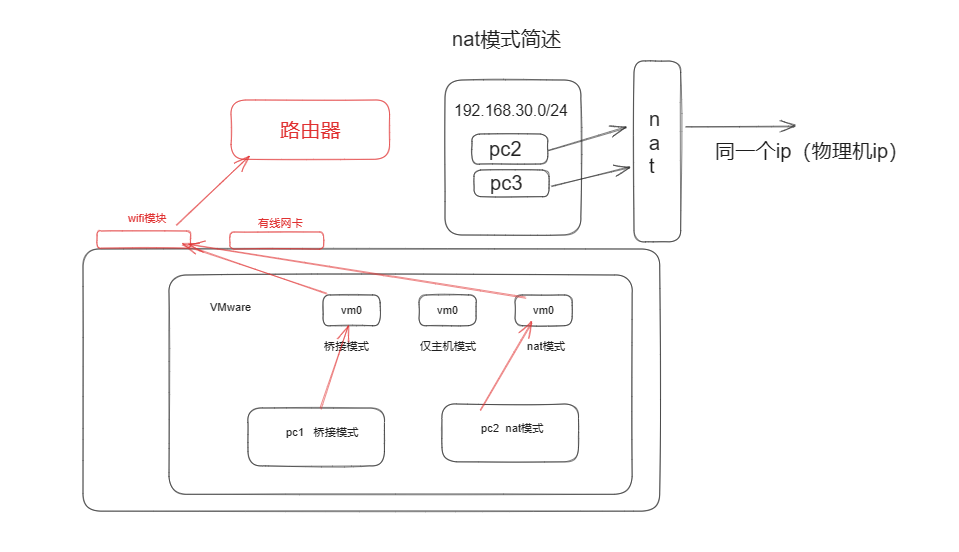 nat模式简述
192.168.30.0/24
pc2
pc3
n
a
t
同一个ip（物理机ip）
路由器
wifi模块
有线网卡
VMware
vm0
vm0
vm0
桥接模式
仅主机模式
nat模式
pc1 桥接模式
pc2 nat模式